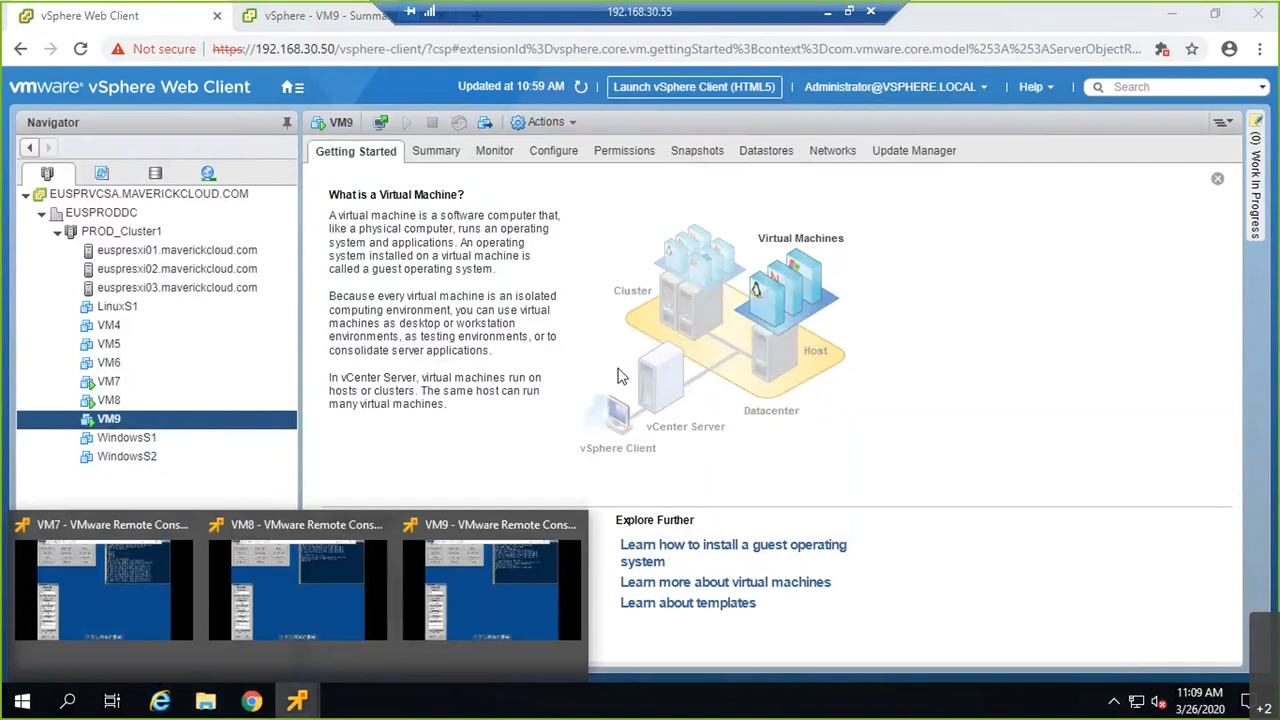 vSphere Web Client
vSphere - VM9 - Summa
192.168.30.55
Not secure
https://192.168.30.50/vsphere-client/?csp#extensionId%3Dvsphere.core.vm.gettingStarted%3Bcontext%3Dcom.vmware.core.model%253A%253AServerObjectR...
vmware® vSphere Web Client
Updated at 10:59 AM
Launch vSphere Client (HTML5)
Administrator@VSPHERE.LOCAL
Help
Search
Navigator
VM9
Actions
Getting Started Summary Monitor Configure Permissions Snapshots Datastores Networks Update Manager
(0) Work In Progress
EUSPRVCSA.MAVERICKCLOUD.COM
EUSPRODDC
PROD_Cluster1
euspresxi01.maverickcloud.com
euspresxi02.maverickcloud.com
euspresxi03.maverickcloud.com
LinuxS1
VM4
VM5
VM6
VM7
VM8
VM9
WindowsS1
WindowsS2
What is a Virtual Machine?
A virtual machine is a software computer that,
like a physical computer, runs an operating
system and applications. An operating
system installed on a virtual machine is
called a guest operating system.
Because every virtual machine is an isolated
computing environment, you can use virtual
machines as desktop or workstation
environments, as testing environments, or to
consolidate server applications.
In vCenter Server, virtual machines run on
hosts or clusters. The same host can run
many virtual machines.
Virtual Machines
Cluster
Host
Datacenter
vCenter Server
vSphere Client
Explore Further
Learn how to install a guest operating
system
Learn more about virtual machines
Learn about templates
VM7 - VMware Remote Cons...
VM8 - VMware Remote Cons...
VM9 - VMware Remote Cons...
11:09 AM
3/26/2020
+2